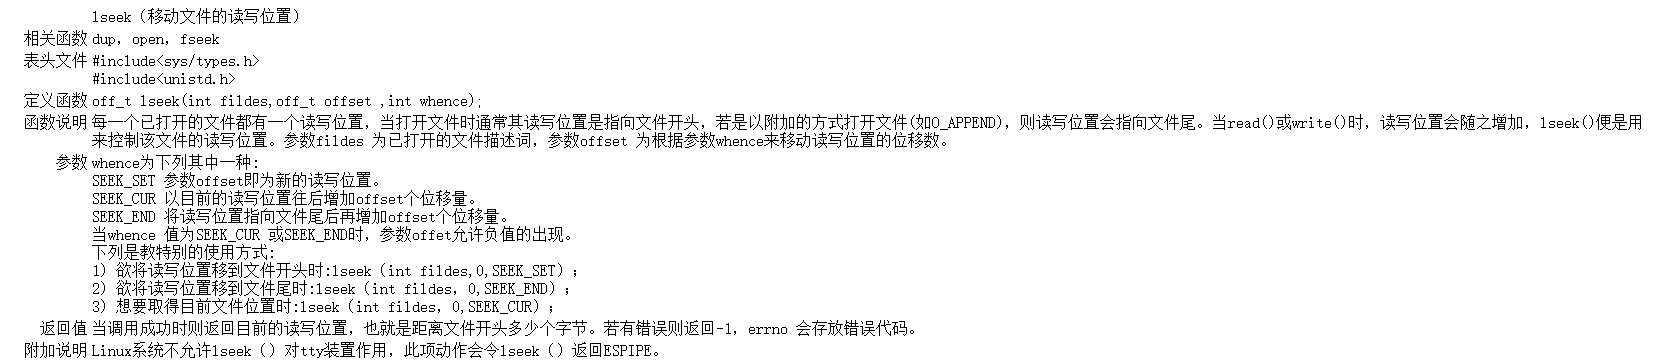 lseek（移动文件的读写位置）
相关函数 dup，open，fseek
表头文件 #include<sys/types.h>
#include<unistd.h>
定义函数 off_t lseek(int fildes,off_t offset ,int whence);
函数说明 每一个已打开的文件都有一个读写位置，当打开文件时通常其读写位置是指向文件开头，若是以附加的方式打开文件(如O_APPEND)，则读写位置会指向文件尾。当read()或write()时，读写位置会随之增加，lseek()便是用
来控制该文件的读写位置。参数fildes 为已打开的文件描述词，参数offset 为根据参数whence来移动读写位置的位移数。
参数 whence为下列其中一种:
SEEK_SET 参数offset即为新的读写位置。
SEEK_CUR 以目前的读写位置往后增加offset个位移量。
SEEK_END 将读写位置指向文件尾后再增加offset个位移量。
当whence 值为SEEK_CUR 或SEEK_END时，参数offet允许负值的出现。
下列是教特别的使用方式:
1）欲将读写位置移到文件开头时:lseek（int fildes,0,SEEK_SET）；
2）欲将读写位置移到文件尾时:lseek（int fildes，0,SEEK_END）；
3）想要取得目前文件位置时:lseek（int fildes，0,SEEK_CUR）；
返回值 当调用成功时则返回目前的读写位置，也就是距离文件开头多少个字节。若有错误则返回-1，errno 会存放错误代码。
附加说明 Linux系统不允许lseek（）对tty装置作用，此项动作会令lseek（）返回ESPIPE。